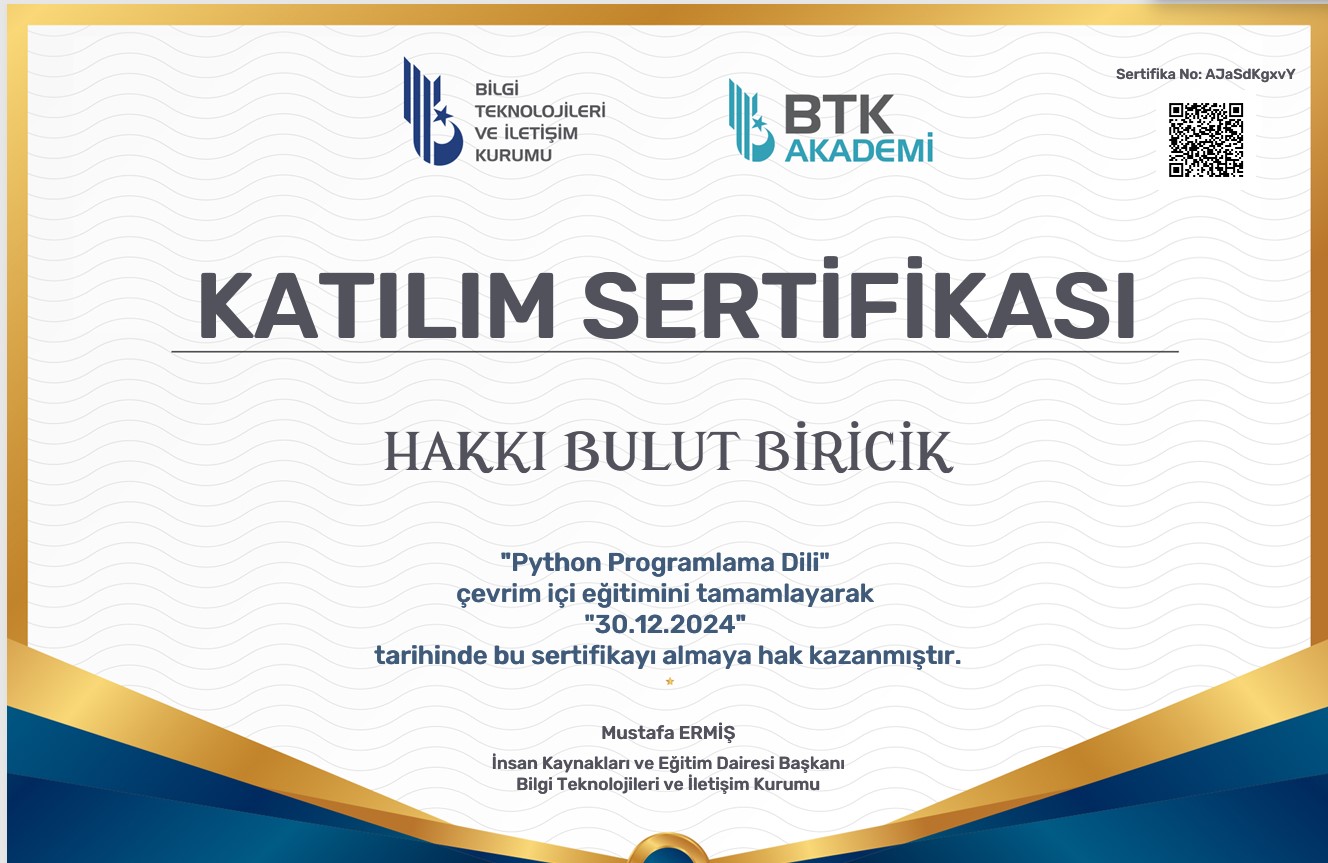 BİLGİ
TEKNOLOJİLERİ
VE İLETİŞİM
KURUMU
BTK
AKADEMİ
Sertifika No: AJaSdKgxvY
KATILIM SERTİFİKASI
HAKKI BULUT BİRİCİK
"Python Programlama Dili"
çevrim içi eğitimini tamamlayarak
"30.12.2024"
tarihinde bu sertifikayı almaya hak kazanmıştır.
Mustafa ERMİŞ
İnsan Kaynakları ve Eğitim Dairesi Başkanı
Bilgi Teknolojileri ve İletişim Kurumu